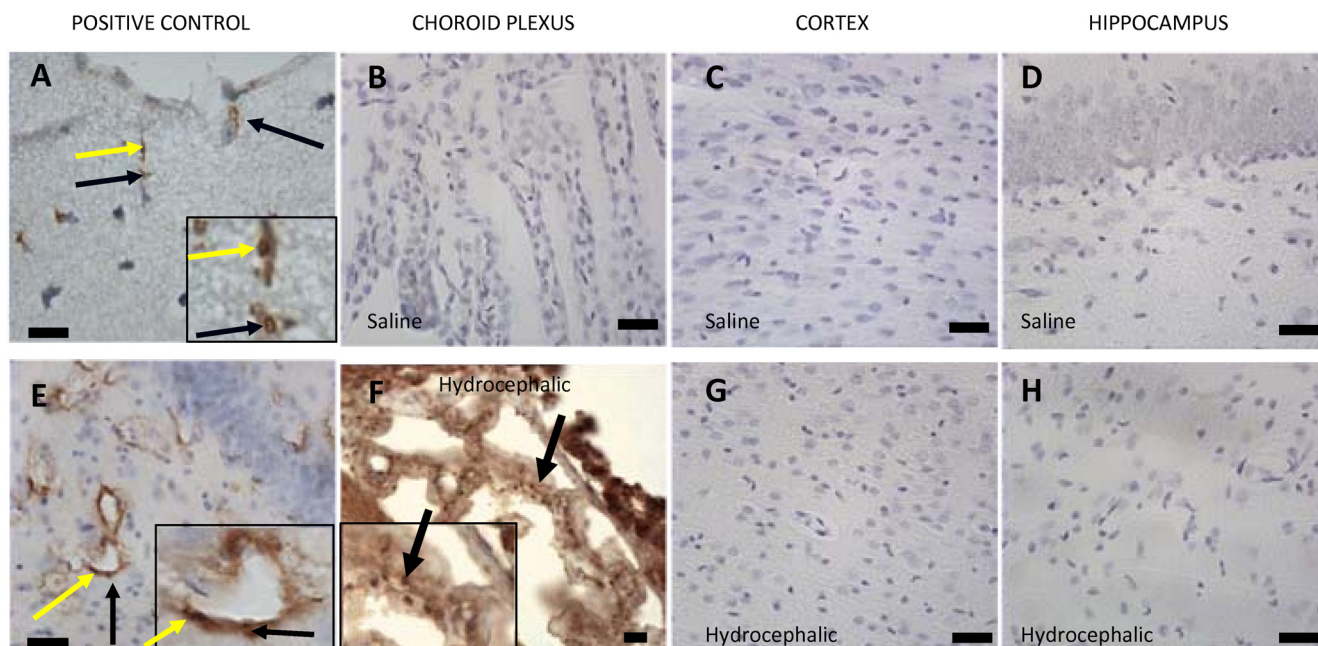 POSITIVE CONTROL
CHOROID PLEXUS
CORTEX
HIPPOCAMPUS
A
B
Saline
C
Saline
D
Saline
E
F
Hydrocephalic
G
Hydrocephalic
H
Hydrocephalic